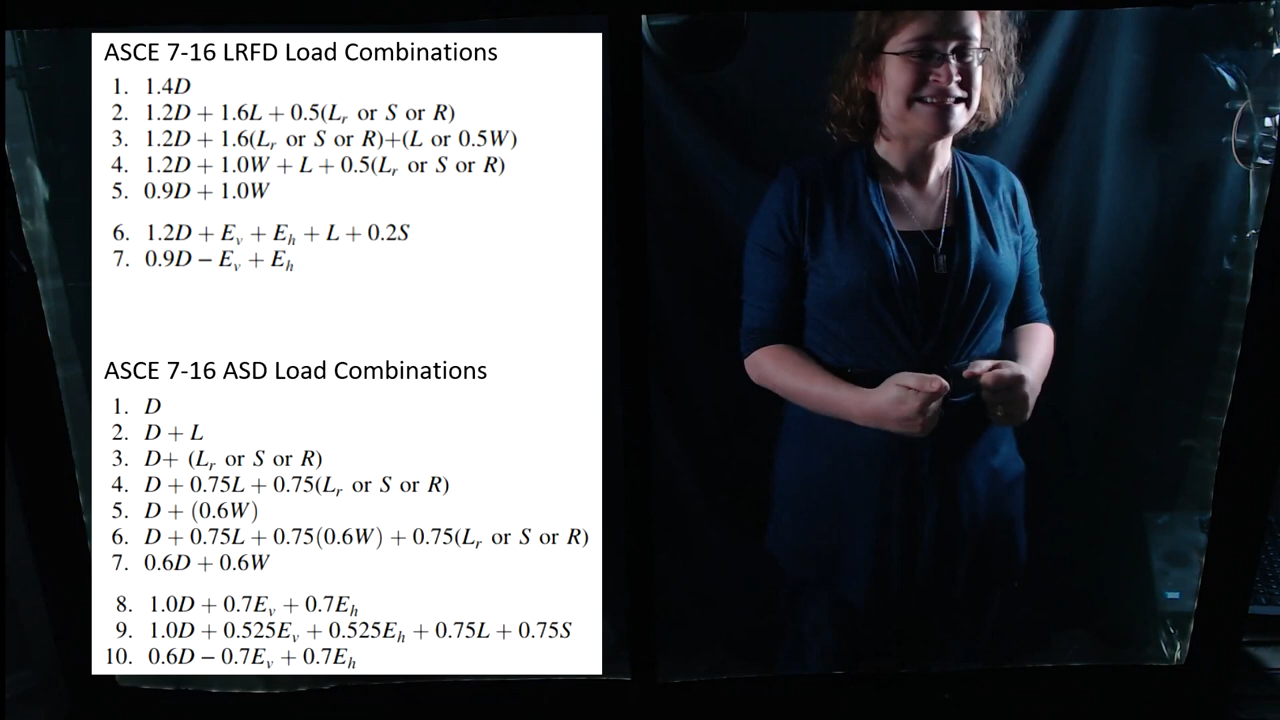 ASCE 7-16 LRFD Load Combinations
1. 1.4D
2. 1.2D + 1.6L + 0.5(Lᵣ or S or R)
3. 1.2D + 1.6(Lᵣ or S or R)+(L or 0.5W)
4. 1.2D + 1.0W + L + 0.5(Lᵣ or S or R)
5. 0.9D + 1.0W
6. 1.2D + Eᵥ + Eₕ + L + 0.2S
7. 0.9D − Eᵥ + Eₕ
ASCE 7-16 ASD Load Combinations
1. D
2. D + L
3. D+ (Lᵣ or S or R)
4. D + 0.75L + 0.75(Lᵣ or S or R)
5. D + (0.6W)
6. D + 0.75L + 0.75(0.6W) + 0.75(Lᵣ or S or R)
7. 0.6D + 0.6W
8. 1.0D + 0.7Eᵥ + 0.7Eₕ
9. 1.0D + 0.525Eᵥ + 0.525Eₕ + 0.75L + 0.75S
10. 0.6D − 0.7Eᵥ + 0.7Eₕ